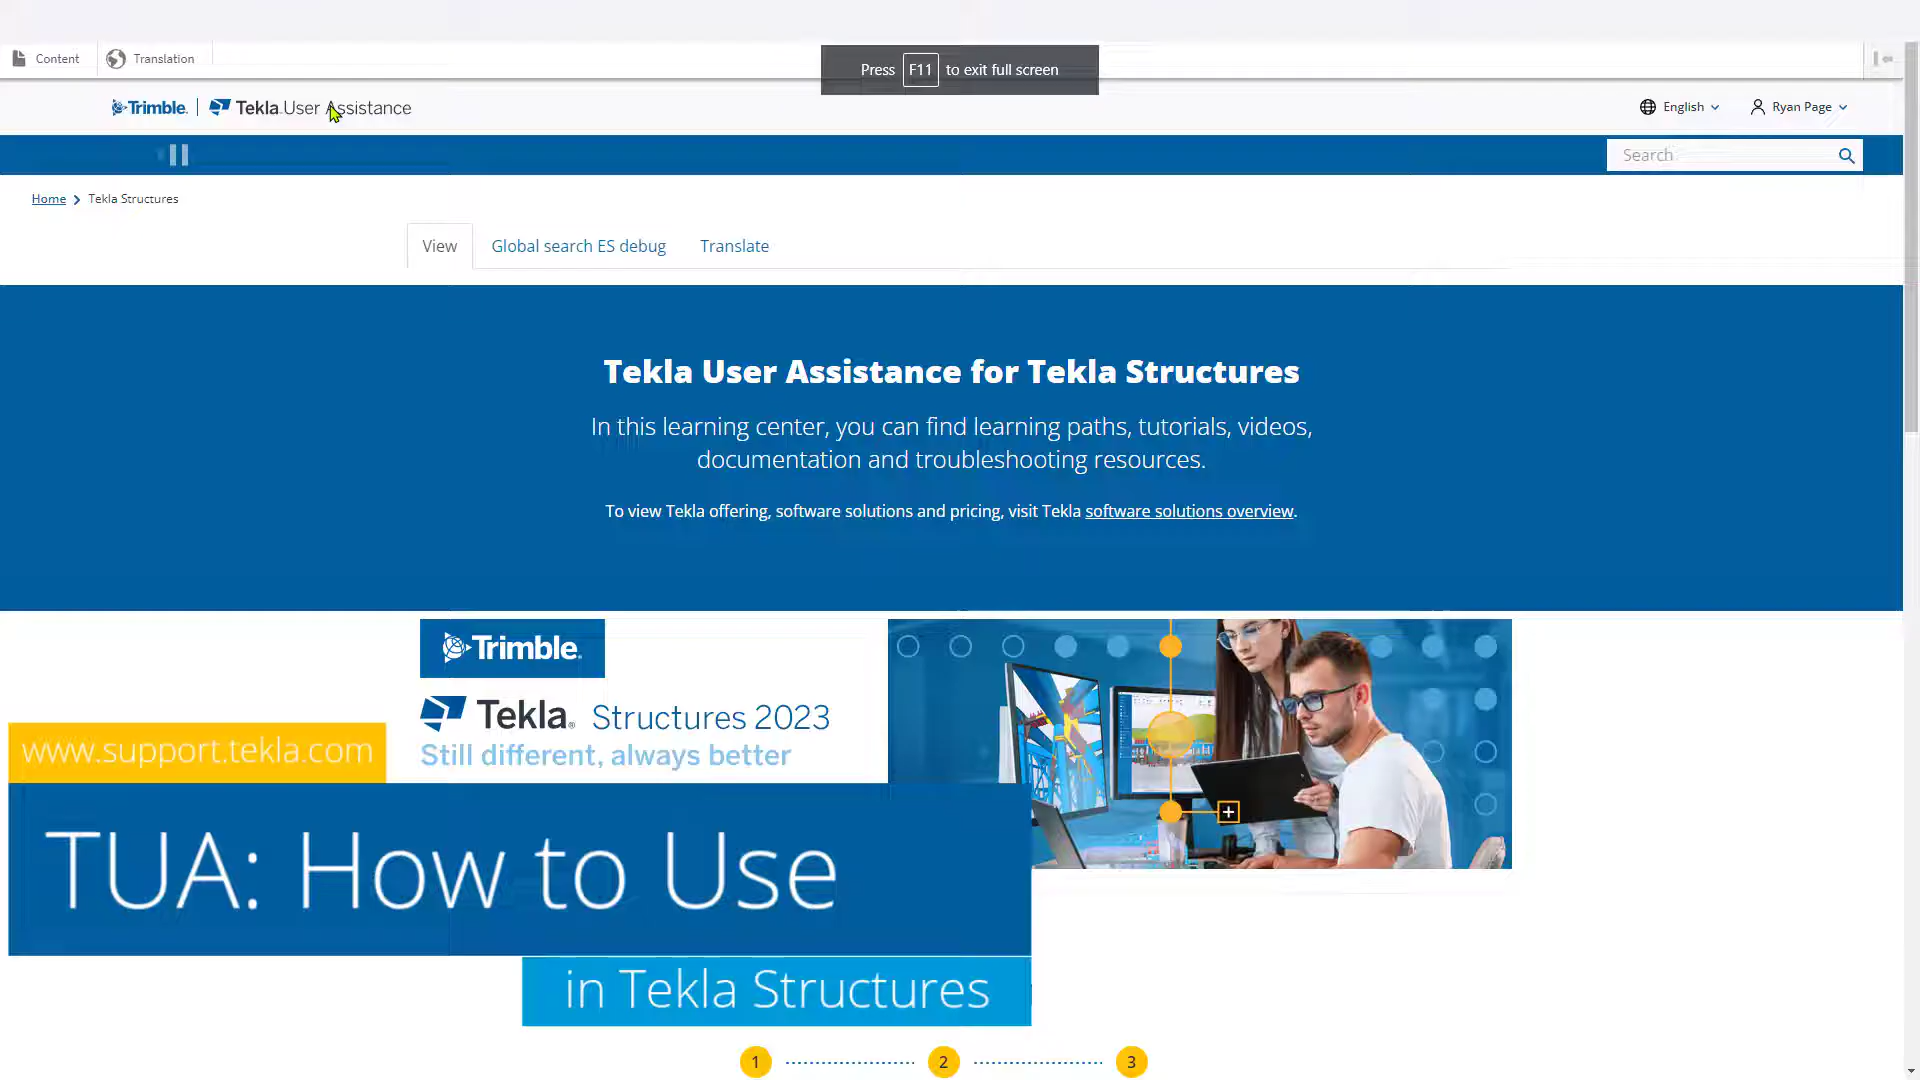 Content
Translation
Press F11 to exit full screen
Trimble. Tekla. User Assistance
English
Ryan Page
Search
Home
Tekla Structures
View
Global search ES debug
Translate
Tekla User Assistance for Tekla Structures
In this learning center, you can find learning paths, tutorials, videos,
documentation and troubleshooting resources.
To view Tekla offering, software solutions and pricing, visit Tekla software solutions overview.
Trimble.
Tekla. Structures 2023
Still different, always better
www.support.tekla.com
TUA: How to Use
in Tekla Structures
1
2
3